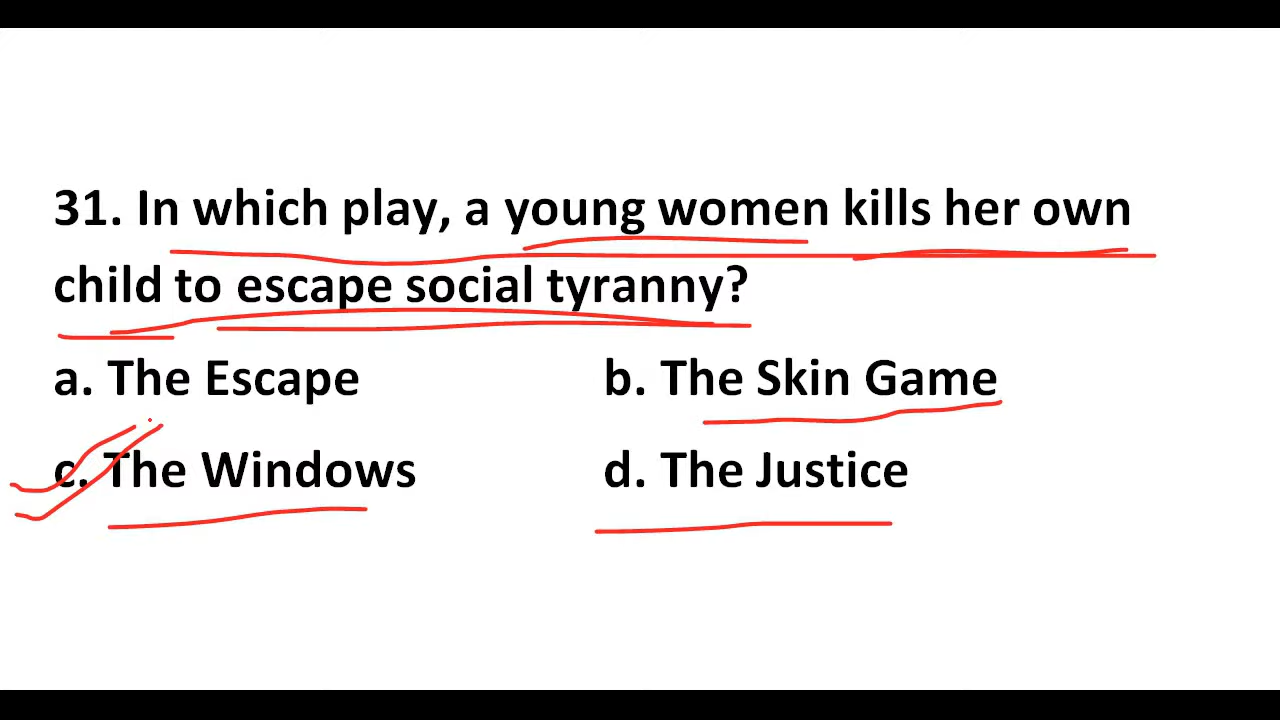 31. In which play, a young women kills her own
child to escape social tyranny?
a. The Escape b. The Skin Game
c. The Windows d. The Justice